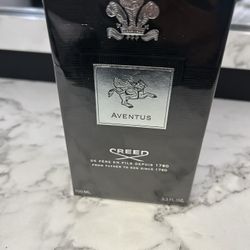 AVENTUS
CREED
DE PÈRE EN FILS DEPUIS 1760
FROM FATHER TO SON SINCE 1760
100 ML
3.3 FL. OZ.